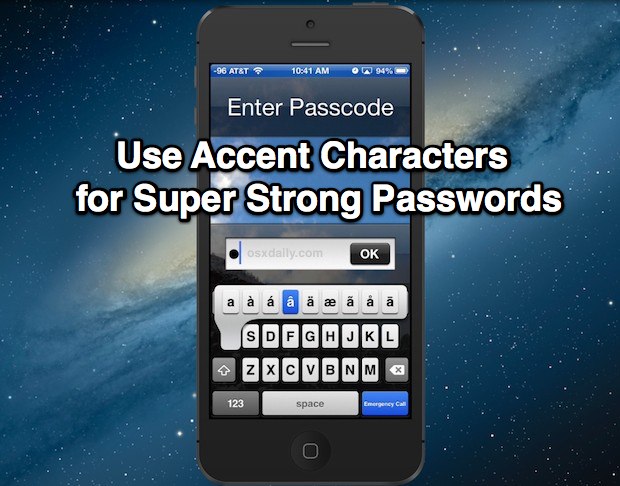 -96 AT&T 10:41 AM 94%
Enter Passcode
Use Accent Characters
for Super Strong Passwords
osxdaily.com OK
a à á â ä æ ã å ā
S D F G H J K L
Z X C V B N M
123 space Emergency Call